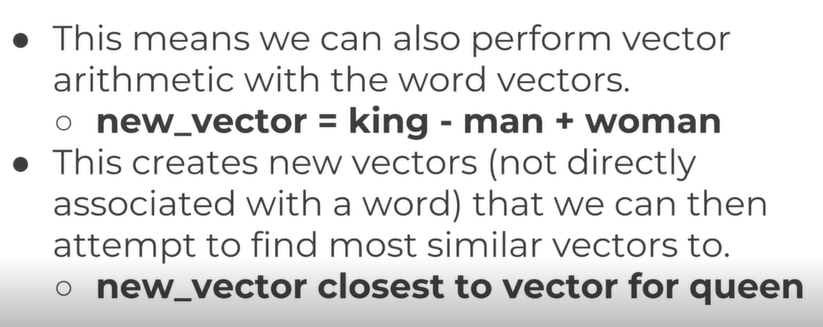 ● This means we can also perform vector
arithmetic with the word vectors.
○ new_vector = king - man + woman
● This creates new vectors (not directly
associated with a word) that we can then
attempt to find most similar vectors to.
○ new_vector closest to vector for queen